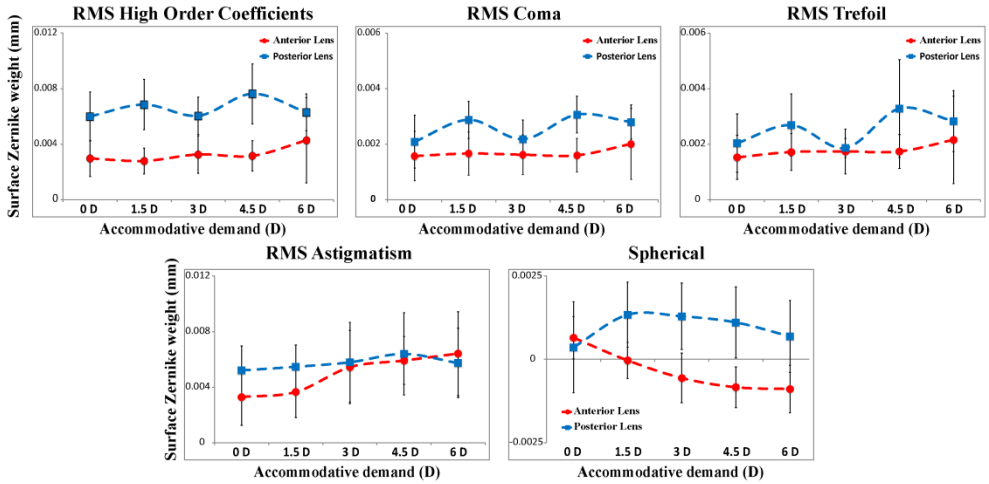 RMS High Order Coefficients
RMS Coma
RMS Trefoil
Surface Zernike weight (mm)
0.012
0.008
0.004
0
Anterior Lens
Posterior Lens
0 D 1.5 D 3 D 4.5 D 6 D
Accommodative demand (D)
0.006
0.004
0.002
0
Anterior Lens
Posterior Lens
0 D 1.5 D 3 D 4.5 D 6 D
Accommodative demand (D)
0.006
0.004
0.002
0
Anterior Lens
Posterior Lens
0 D 1.5 D 3 D 4.5 D 6 D
Accommodative demand (D)
RMS Astigmatism
Spherical
Surface Zernike weight (mm)
0.012
0.008
0.004
0
0 D 1.5 D 3 D 4.5 D 6 D
Accommodative demand (D)
0.0025
0
-0.0025
Anterior Lens
Posterior Lens
0 D 1.5 D 3 D 4.5 D 6 D
Accommodative demand (D)